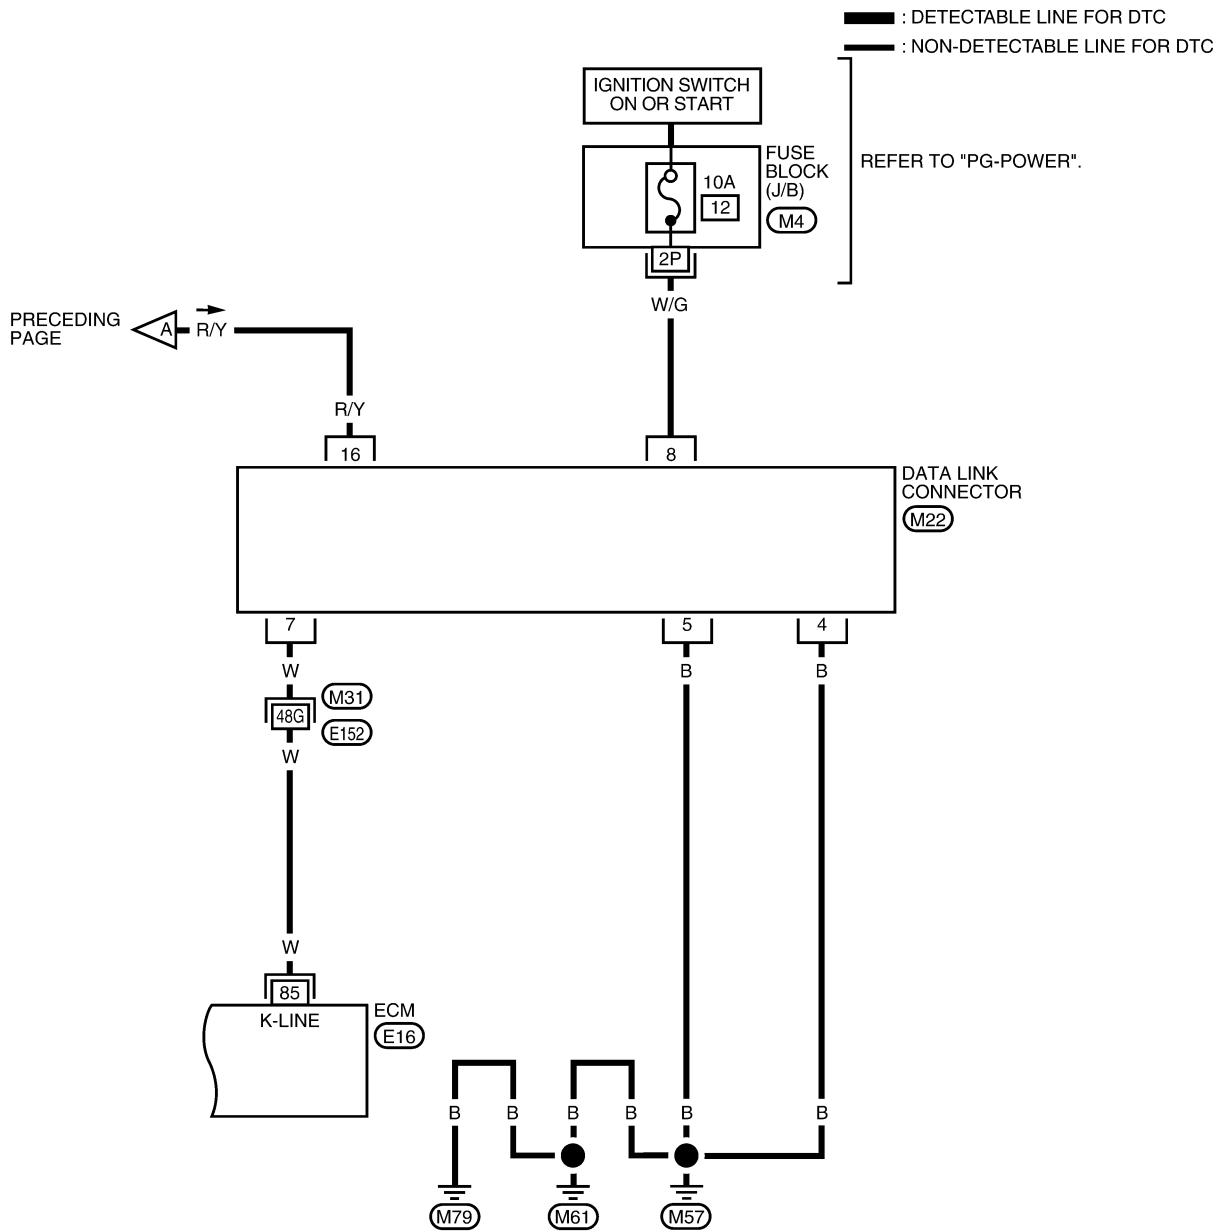 : DETECTABLE LINE FOR DTC
: NON-DETECTABLE LINE FOR DTC
IGNITION SWITCH
ON OR START
FUSE
BLOCK
(J/B)
M4
10A
12
2P
REFER TO "PG-POWER".
W/G
PRECEDING
PAGE
A
R/Y
R/Y
16
8
DATA LINK
CONNECTOR
M22
7
5
4
W
B
B
M31
48G
E152
W
W
85
K-LINE
ECM
E16
B
B
B
B
B
B
M79
M61
M57